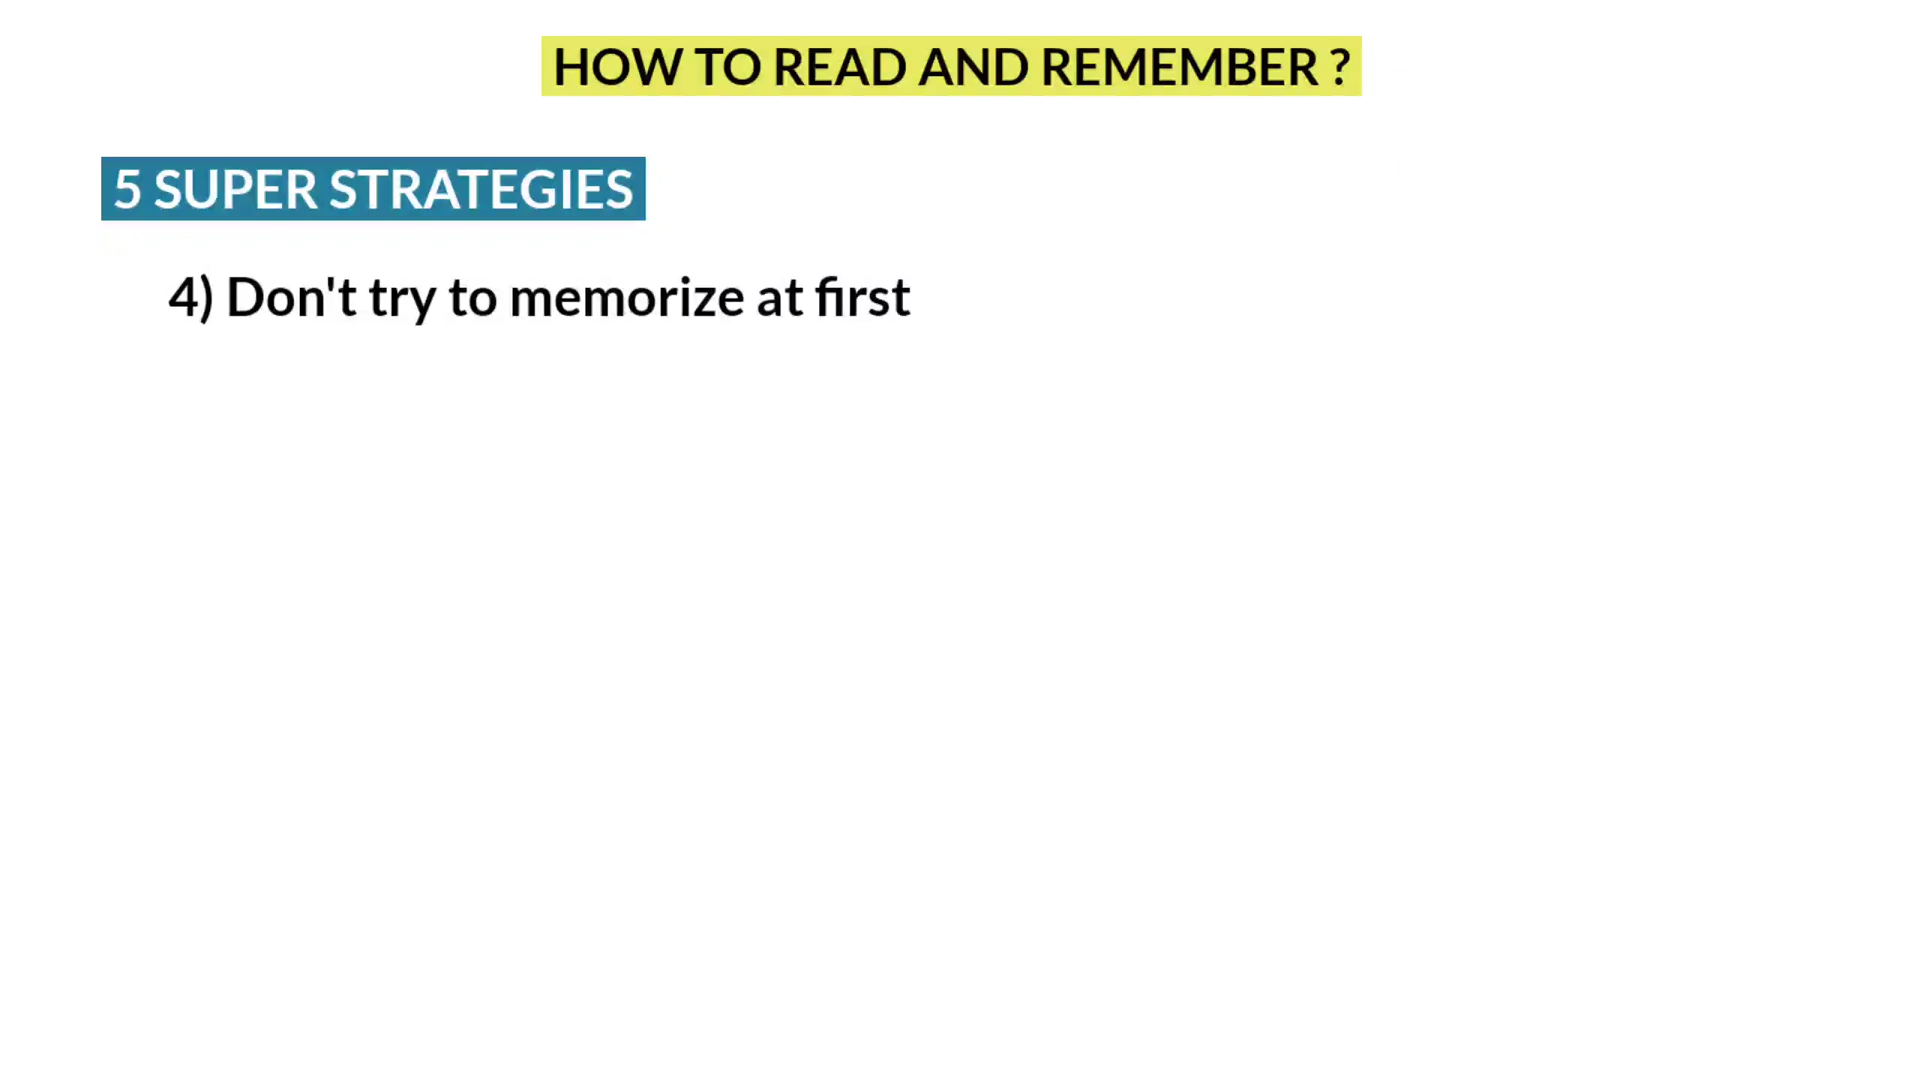 HOW TO READ AND REMEMBER ?
5 SUPER STRATEGIES
4) Don't try to memorize at first